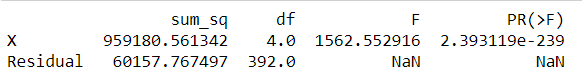 sum_sq df F PR(>F)
X 959180.561342 4.0 1562.552916 2.393119e-239
Residual 60157.767497 392.0 NaN NaN